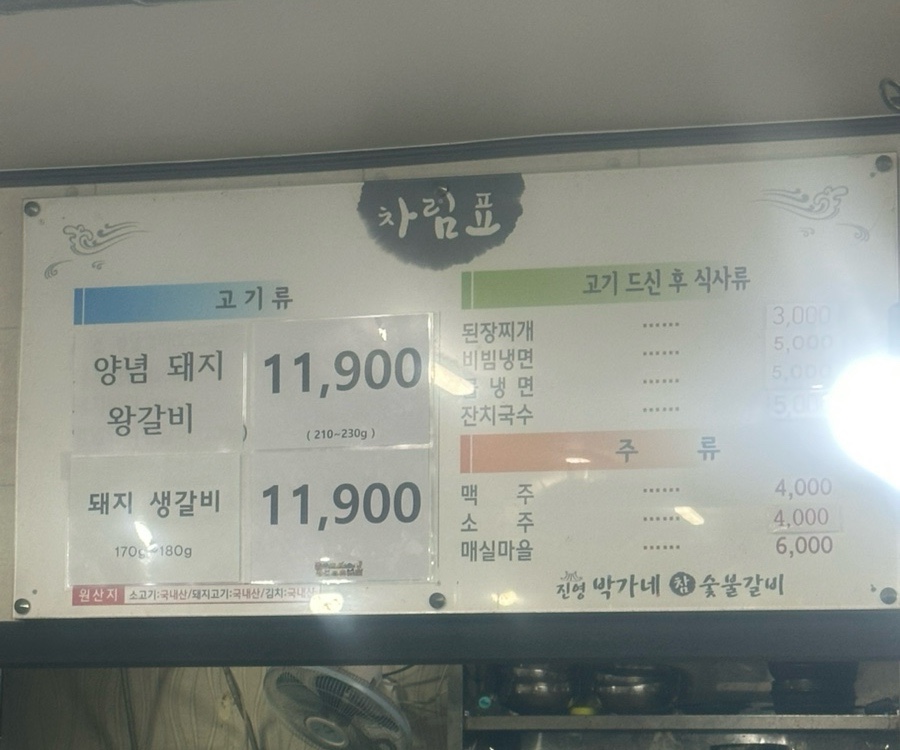 차림표
고기류
양념 돼지
왕갈비
11,900
( 210~230g )
돼지 생갈비
170g~180g
11,900
원산지 소고기:국내산/돼지고기:국내산/김치:국내산
고기 드신 후 식사류
된장찌개 ...... 3,000
비빔냉면 ...... 5,000
냉면 ...... 5,000
잔치국수 ......
주 류
맥 주 ...... 4,000
소 주 ...... 4,000
매실마을 ...... 6,000
진영 박가네 참 숯불갈비